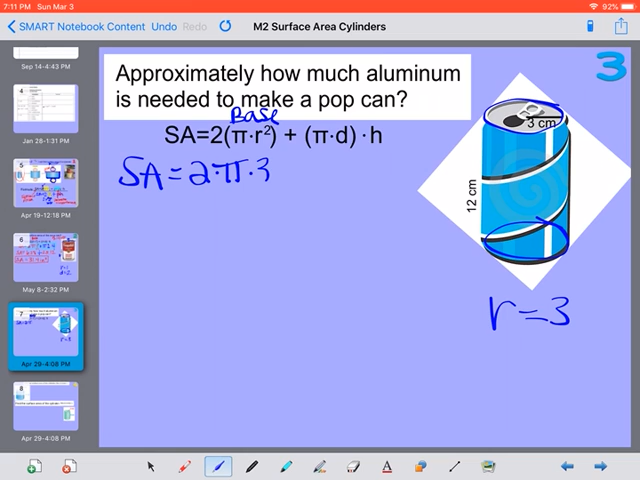 7:11 PM Sun Mar 3
92%
SMART Notebook Content Undo Redo
M2 Surface Area Cylinders
Sep 14-4:43 PM
4
Jan 28-1:31 PM
5
Apr 19-12:18 PM
6
May 8-2:32 PM
7
Apr 29-4:08 PM
8
Apr 29-4:08 PM
3
Approximately how much aluminum
is needed to make a pop can?
Base
SA=2(π·r²) + (π·d)·h
SA=2·π·3
3 cm
12 cm
r=3
A